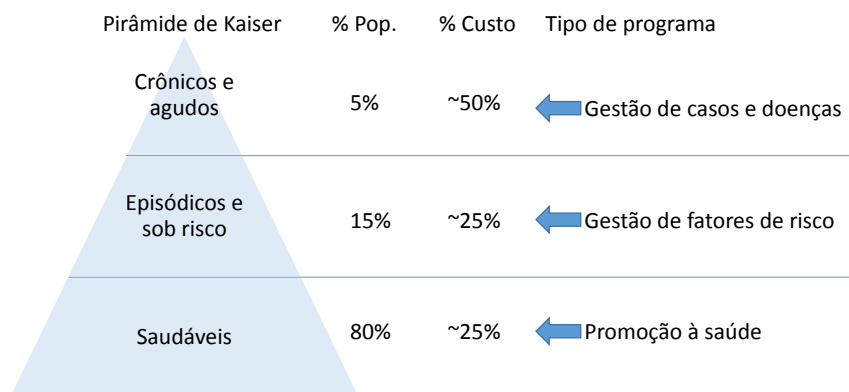 Pirâmide de Kaiser % Pop. % Custo Tipo de programa
Crônicos e
agudos 5% ~50% Gestão de casos e doenças
Episódicos e
sob risco 15% ~25% Gestão de fatores de risco
Saudáveis 80% ~25% Promoção à saúde